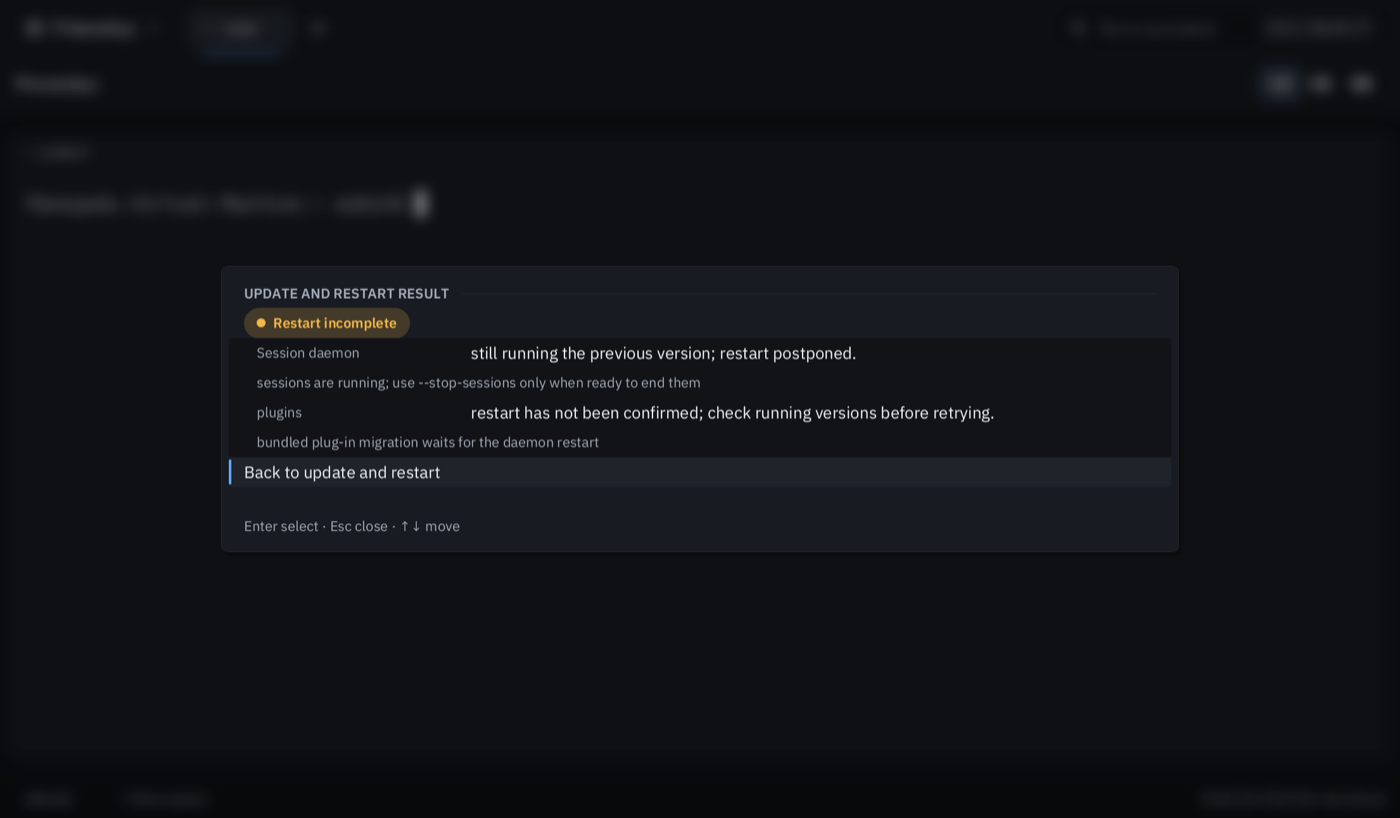 UPDATE AND RESTART RESULT
Restart incomplete
Session daemon still running the previous version; restart postponed.
sessions are running; use --stop-sessions only when ready to end them
plugins restart has not been confirmed; check running versions before retrying.
bundled plug-in migration waits for the daemon restart
Back to update and restart
Enter select · Esc close · ↑↓ move